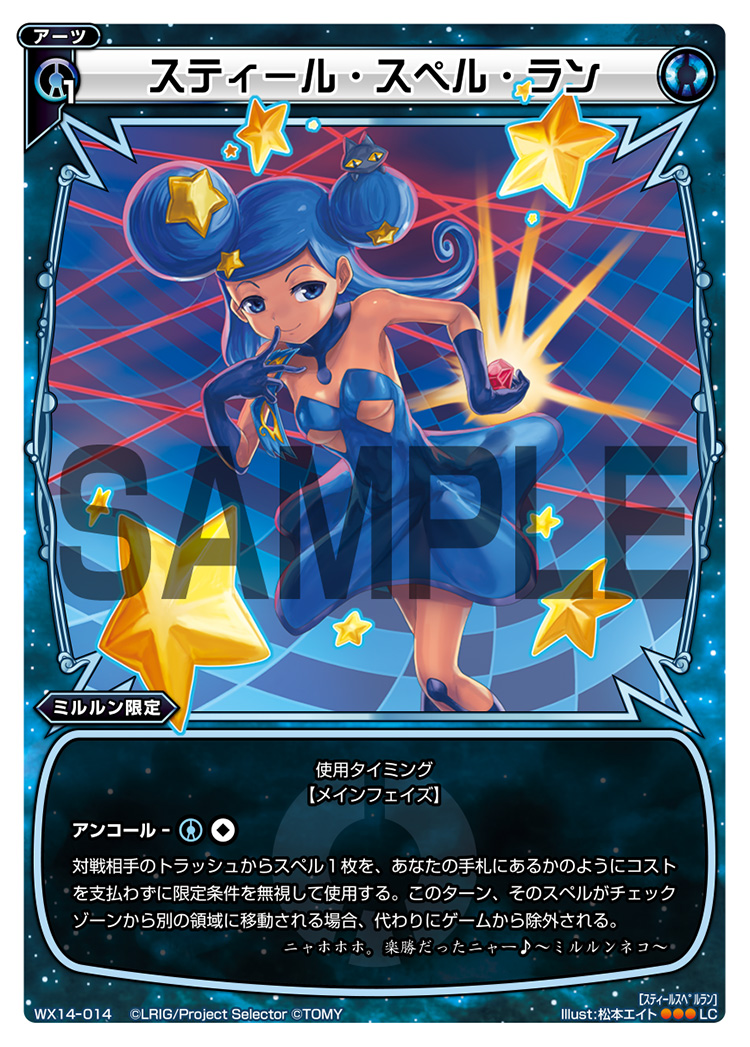 アーツ
1
スティール・スペル・ラン
SAMPLE
ミルルン限定
使用タイミング
【メインフェイズ】
アンコール -
対戦相手のトラッシュからスペル1枚を、あなたの手札にあるかのようにコスト
を支払わずに限定条件を無視して使用する。このターン、そのスペルがチェック
ゾーンから別の領域に移動される場合、代わりにゲームから除外される。
ニャホホホ。楽勝だったニャー♪〜ミルルンネコ〜
[スティールスペルラン]
WX14-014 ©LRIG/Project Selector ©TOMY
Illust:松本エイト LC